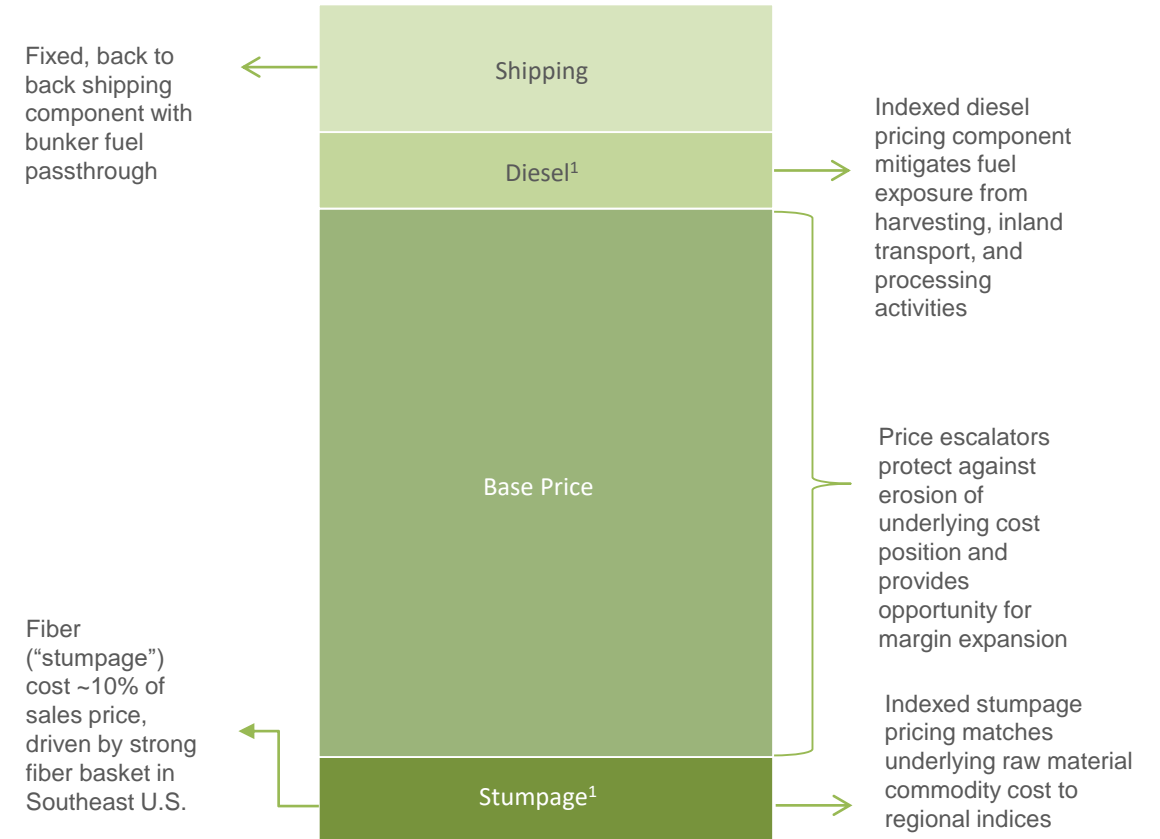 Fixed, back to
back shipping
component with
bunker fuel
passthrough
Shipping
Diesel¹
Indexed diesel
pricing component
mitigates fuel
exposure from
harvesting, inland
transport, and
processing
activities
Base Price
Price escalators
protect against
erosion of
underlying cost
position and
provides
opportunity for
margin expansion
Fiber
(“stumpage”)
cost ~10% of
sales price,
driven by strong
fiber basket in
Southeast U.S.
Stumpage¹
Indexed stumpage
pricing matches
underlying raw material
commodity cost to
regional indices